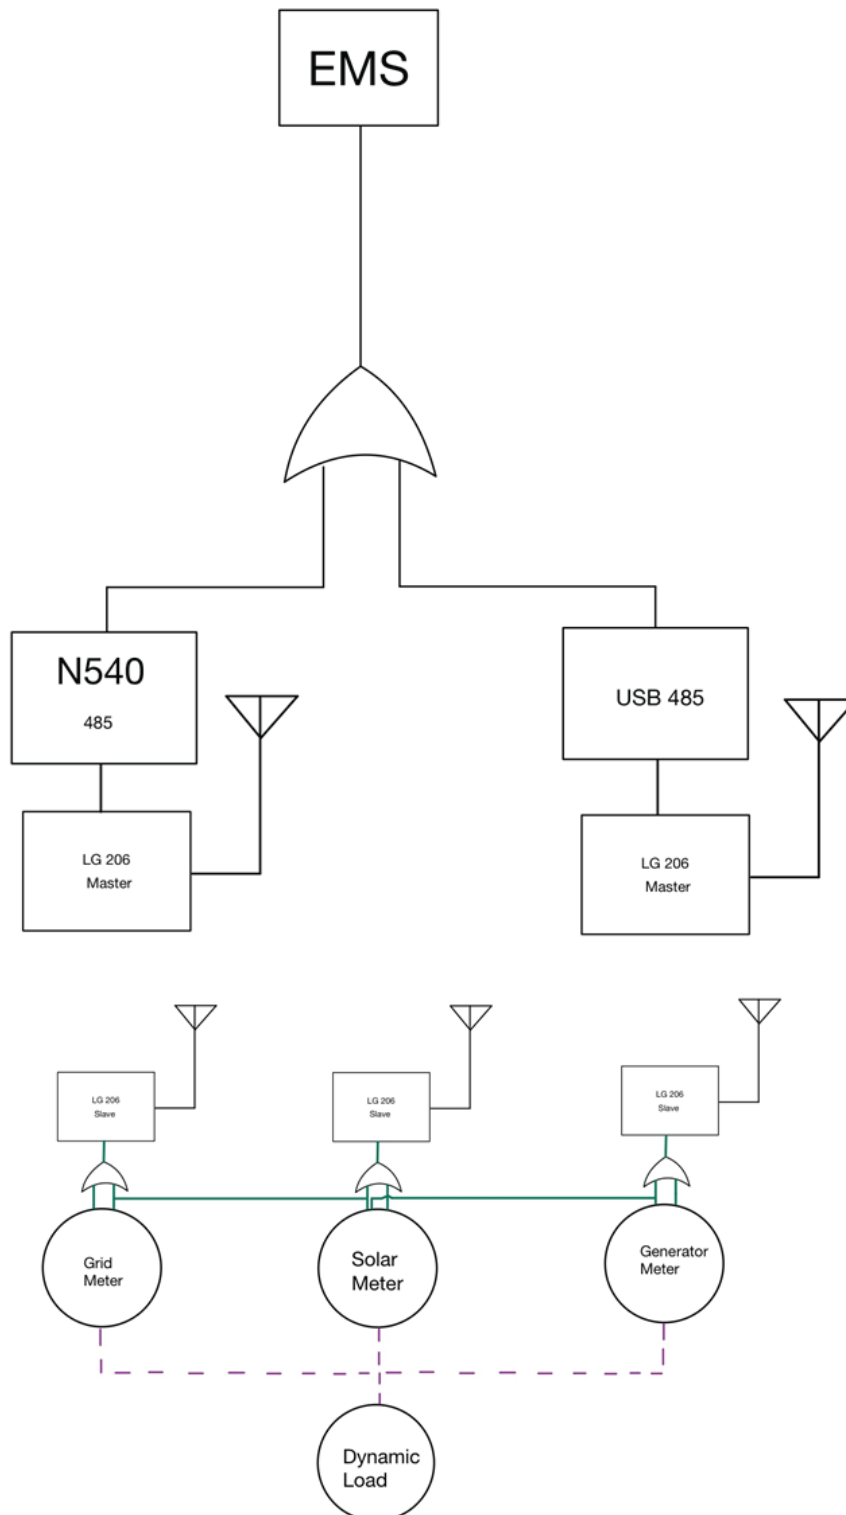 EMS
N540
485
USB 485
LG 206
Master
LG 206
Master
LG 206
Slave
LG 206
Slave
LG 206
Slave
Grid
Meter
Solar
Meter
Generator
Meter
Dynamic
Load